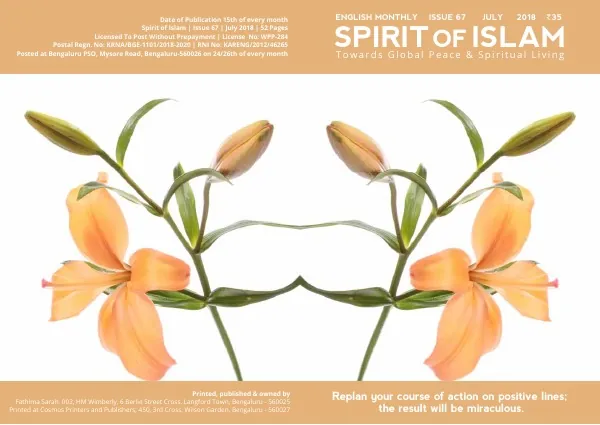 Date of Publication 15th of every month
Spirit of Islam | Issue 67 | July 2018 | 52 Pages
Licensed To Post Without Prepayment | License No: WPP-284
Postal Regn. No: KRNA/BGE-1101/2018-2020 | RNI No: KARENG/2012/46265
Posted at Bengaluru PSO, Mysore Road, Bengaluru-560026 on 24/26th of every month
ENGLISH MONTHLY ISSUE 67 JULY 2018 ₹35
SPIRIT OF ISLAM
Towards Global Peace & Spiritual Living
Printed, published & owned by
Fathima Sarah, 002, HM Wimberly, 6 Berlie Street Cross, Langford Town, Bengaluru - 560025
Printed at Cosmos Printers and Publishers, 450, 3rd Cross, Wilson Garden, Bengaluru - 560027
Replan your course of action on positive lines;
the result will be miraculous.